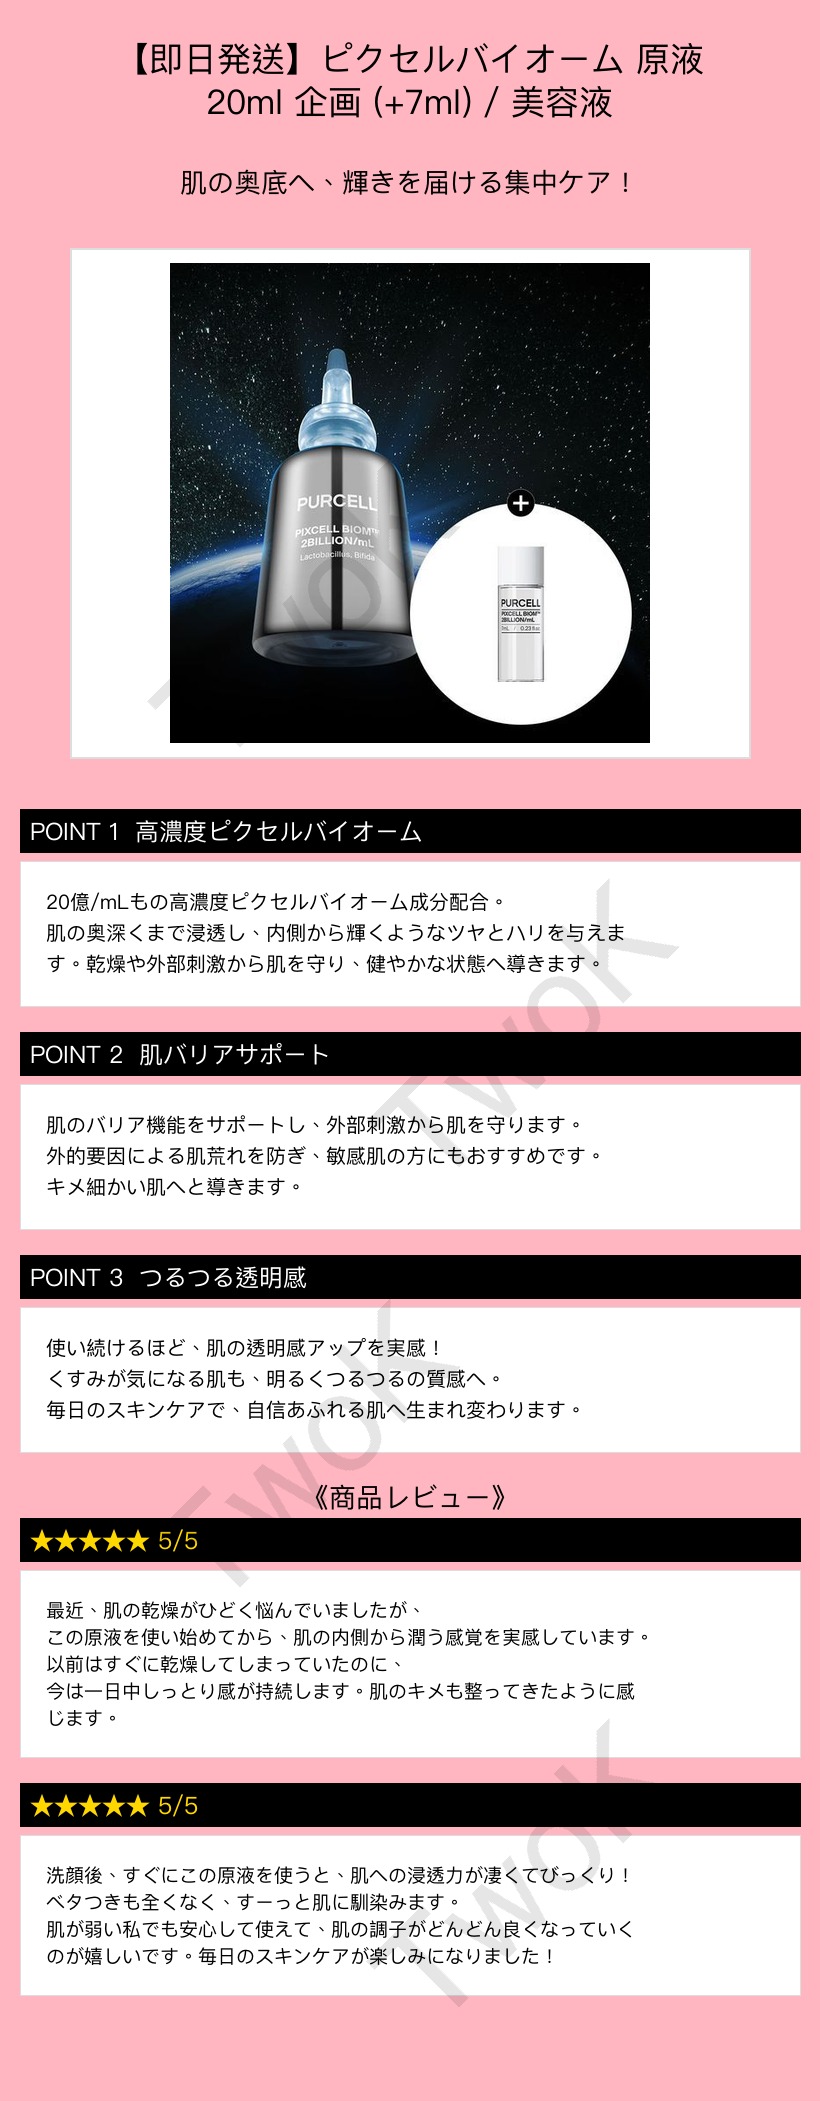 【即日発送】ピクセルバイオーム 原液
20ml 企画 (+7ml) / 美容液
肌の奥底へ、輝きを届ける集中ケア！
PURCELL
PIXCELL BIOM™
2BILLION/mL
Lactobacillus, Bifida
+
PURCELL
PIXCELL BIOM™
2BILLION/mL
7mL / 0.23 fl oz
TwoK
POINT 1 高濃度ピクセルバイオーム
20億/mLもの高濃度ピクセルバイオーム成分配合。
肌の奥深くまで浸透し、内側から輝くようなツヤとハリを与えま
す。乾燥や外部刺激から肌を守り、健やかな状態へ導きます。
TwoK
POINT 2 肌バリアサポート
肌のバリア機能をサポートし、外部刺激から肌を守ります。
外的要因による肌荒れを防ぎ、敏感肌の方にもおすすめです。
キメ細かい肌へと導きます。
POINT 3 つるつる透明感
使い続けるほど、肌の透明感アップを実感！
くすみが気になる肌も、明るくつるつるの質感へ。
毎日のスキンケアで、自信あふれる肌へ生まれ変わります。
TwoK
《商品レビュー》
★★★★★ 5/5
最近、肌の乾燥がひどく悩んでいましたが、
この原液を使い始めてから、肌の内側から潤う感覚を実感しています。
以前はすぐに乾燥してしまっていたのに、
今は一日中しっとり感が持続します。肌のキメも整ってきたように感
じます。
★★★★★ 5/5
洗顔後、すぐにこの原液を使うと、肌への浸透力が凄くてびっくり！
ベタつきも全くなく、すーっと肌に馴染みます。
肌が弱い私でも安心して使えて、肌の調子がどんどん良くなっていく
のが嬉しいです。毎日のスキンケアが楽しみになりました！
TwoK